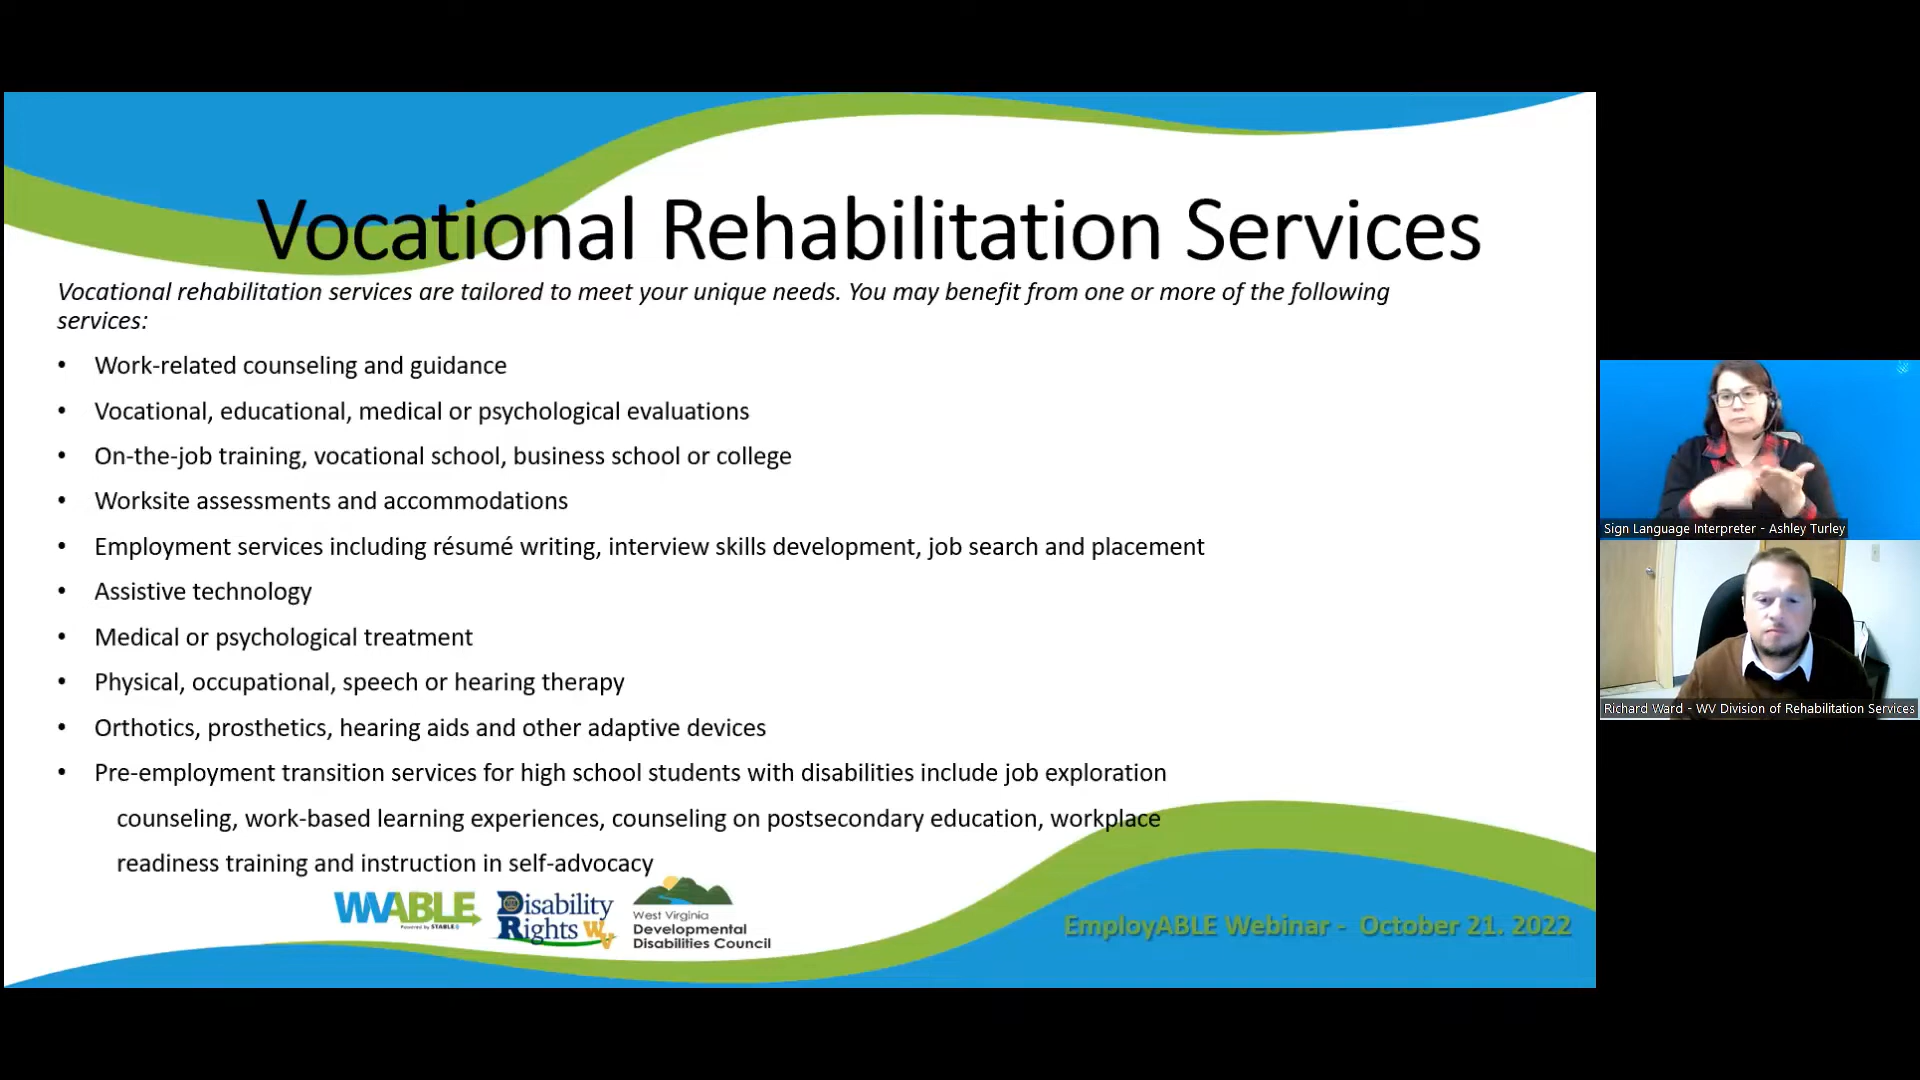 Vocational Rehabilitation Services
Vocational rehabilitation services are tailored to meet your unique needs. You may benefit from one or more of the following
services:
• Work-related counseling and guidance
• Vocational, educational, medical or psychological evaluations
• On-the-job training, vocational school, business school or college
• Worksite assessments and accommodations
• Employment services including résumé writing, interview skills development, job search and placement
• Assistive technology
• Medical or psychological treatment
• Physical, occupational, speech or hearing therapy
• Orthotics, prosthetics, hearing aids and other adaptive devices
• Pre-employment transition services for high school students with disabilities include job exploration
counseling, work-based learning experiences, counseling on postsecondary education, workplace
readiness training and instruction in self-advocacy
WVABLE
Powered by STABLE
Disability
Rights WV
West Virginia
Developmental
Disabilities Council
EmployABLE Webinar - October 21. 2022
Sign Language Interpreter - Ashley Turley
Richard Ward - WV Division of Rehabilitation Services